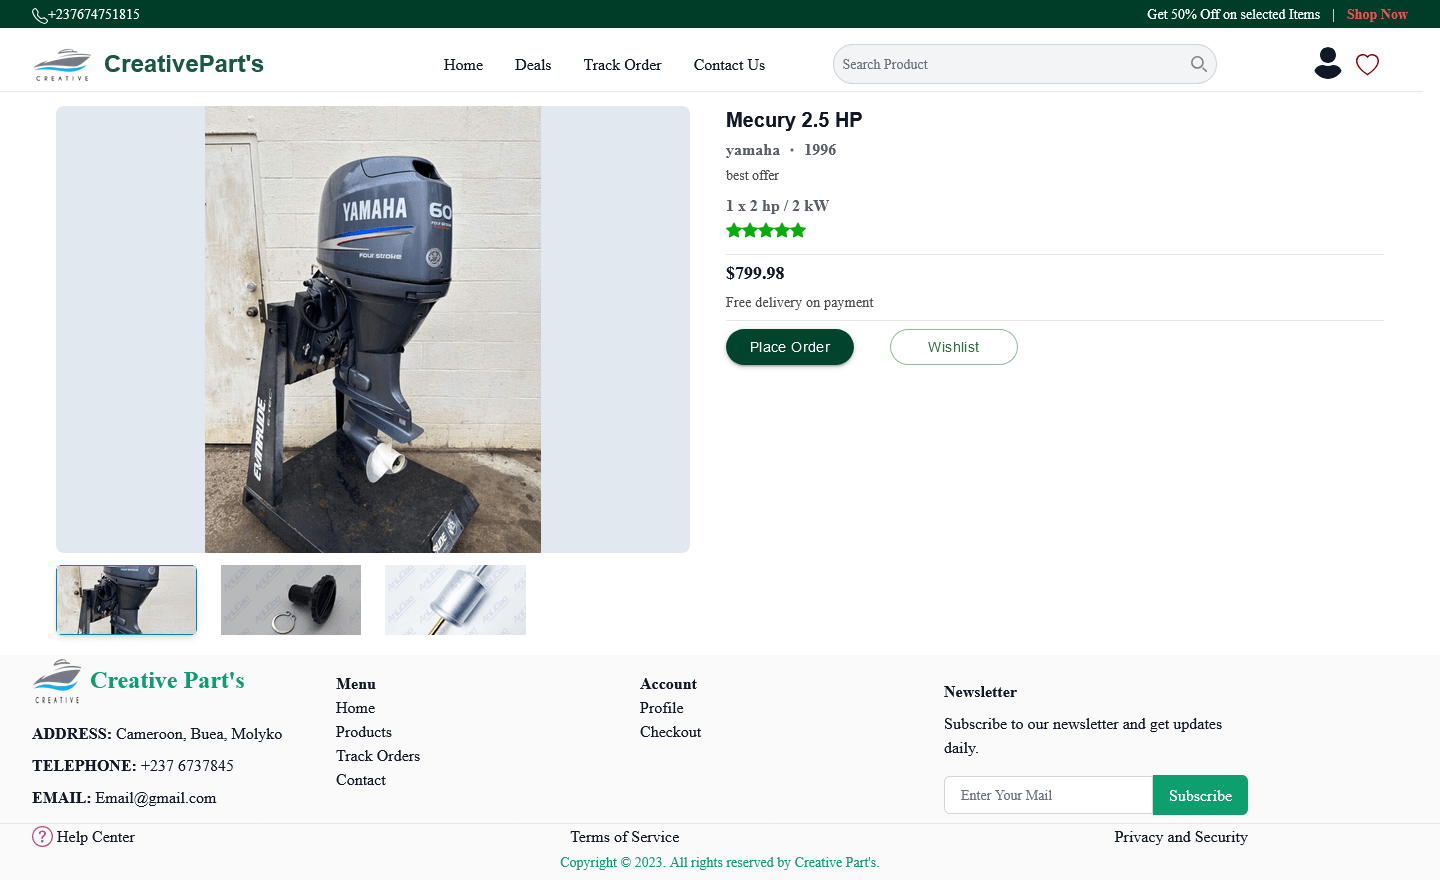 +237674751815
Get 50% Off on selected Items | Shop Now
CREATIVE
CreativePart's
Home
Deals
Track Order
Contact Us
Search Product
YAMAHA
60
FOUR STROKE
Four Stroke
EVINRUDE
E-TEC
Mecury 2.5 HP
yamaha · 1996
best offer
1 x 2 hp / 2 kW
$799.98
Free delivery on payment
Place Order
Wishlist
CREATIVE
Creative Part's
ADDRESS: Cameroon, Buea, Molyko
TELEPHONE: +237 6737845
EMAIL: Email@gmail.com
Menu
Home
Products
Track Orders
Contact
Account
Profile
Checkout
Newsletter
Subscribe to our newsletter and get updates
daily.
Enter Your Mail
Subscribe
Help Center
Terms of Service
Privacy and Security
Copyright © 2023. All rights reserved by Creative Part's.